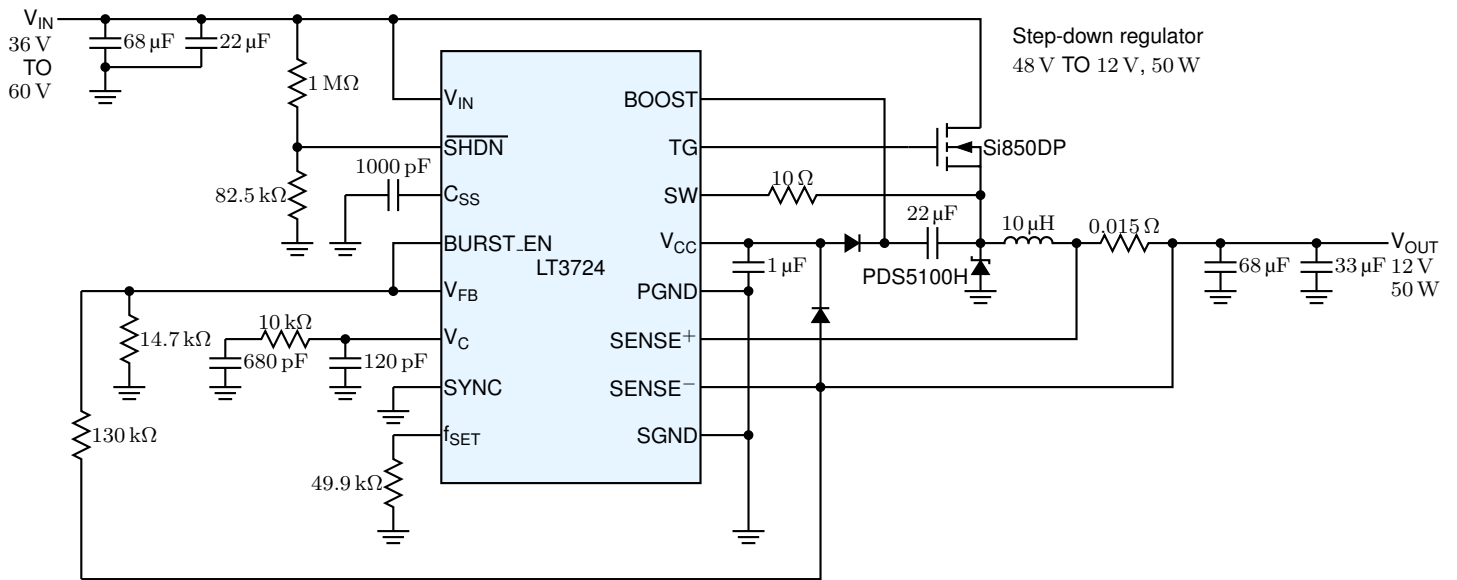 V_IN
36 V
TO
60 V
68 µF
22 µF
1 MΩ
82.5 kΩ
1000 pF
14.7 kΩ
10 kΩ
680 pF
120 pF
130 kΩ
49.9 kΩ
V_IN
SHDN
C_SS
BURST_EN
V_FB
V_C
SYNC
f_SET
LT3724
BOOST
TG
SW
V_CC
PGND
SENSE+
SENSE−
SGND
Step-down regulator
48 V TO 12 V, 50 W
Si850DP
10 Ω
22 µF
10 µH
0.015 Ω
1 µF
PDS5100H
68 µF
33 µF
V_OUT
12 V
50 W